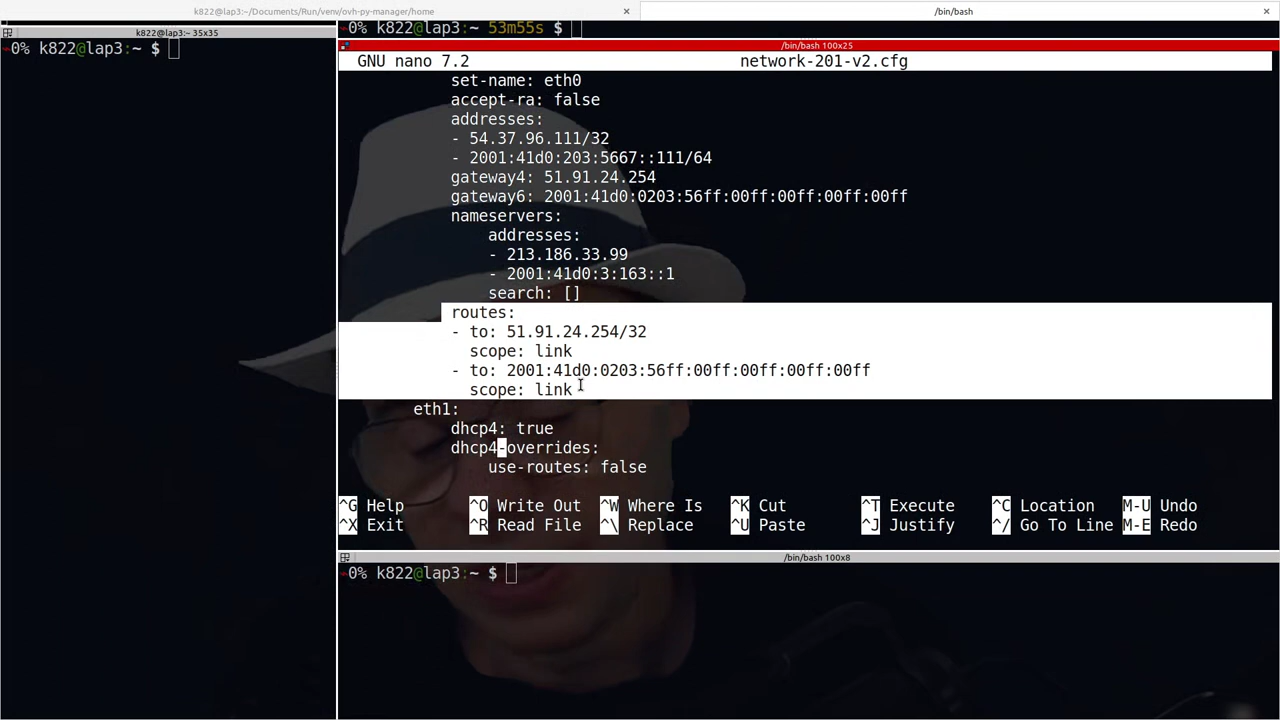 k822@lap3:~/Documents/Run/venv/ovh-py-manager/home
/bin/bash
k822@lap3:~ 53m55s $
k822@lap3:~ 35x35
0% k822@lap3:~ $
/bin/bash 100x25
GNU nano 7.2 network-201-v2.cfg
set-name: eth0
accept-ra: false
addresses:
- 54.37.96.111/32
- 2001:41d0:203:5667::111/64
gateway4: 51.91.24.254
gateway6: 2001:41d0:0203:56ff:00ff:00ff:00ff:00ff
nameservers:
addresses:
- 213.186.33.99
- 2001:41d0:3:163::1
search: []
routes:
- to: 51.91.24.254/32
scope: link
- to: 2001:41d0:0203:56ff:00ff:00ff:00ff:00ff
scope: link
eth1:
dhcp4: true
dhcp4-overrides:
use-routes: false
^G Help ^O Write Out ^W Where Is ^K Cut ^T Execute ^C Location M-U Undo
^X Exit ^R Read File ^\ Replace ^U Paste ^J Justify ^/ Go To Line M-E Redo
/bin/bash 100x8
0% k822@lap3:~ $